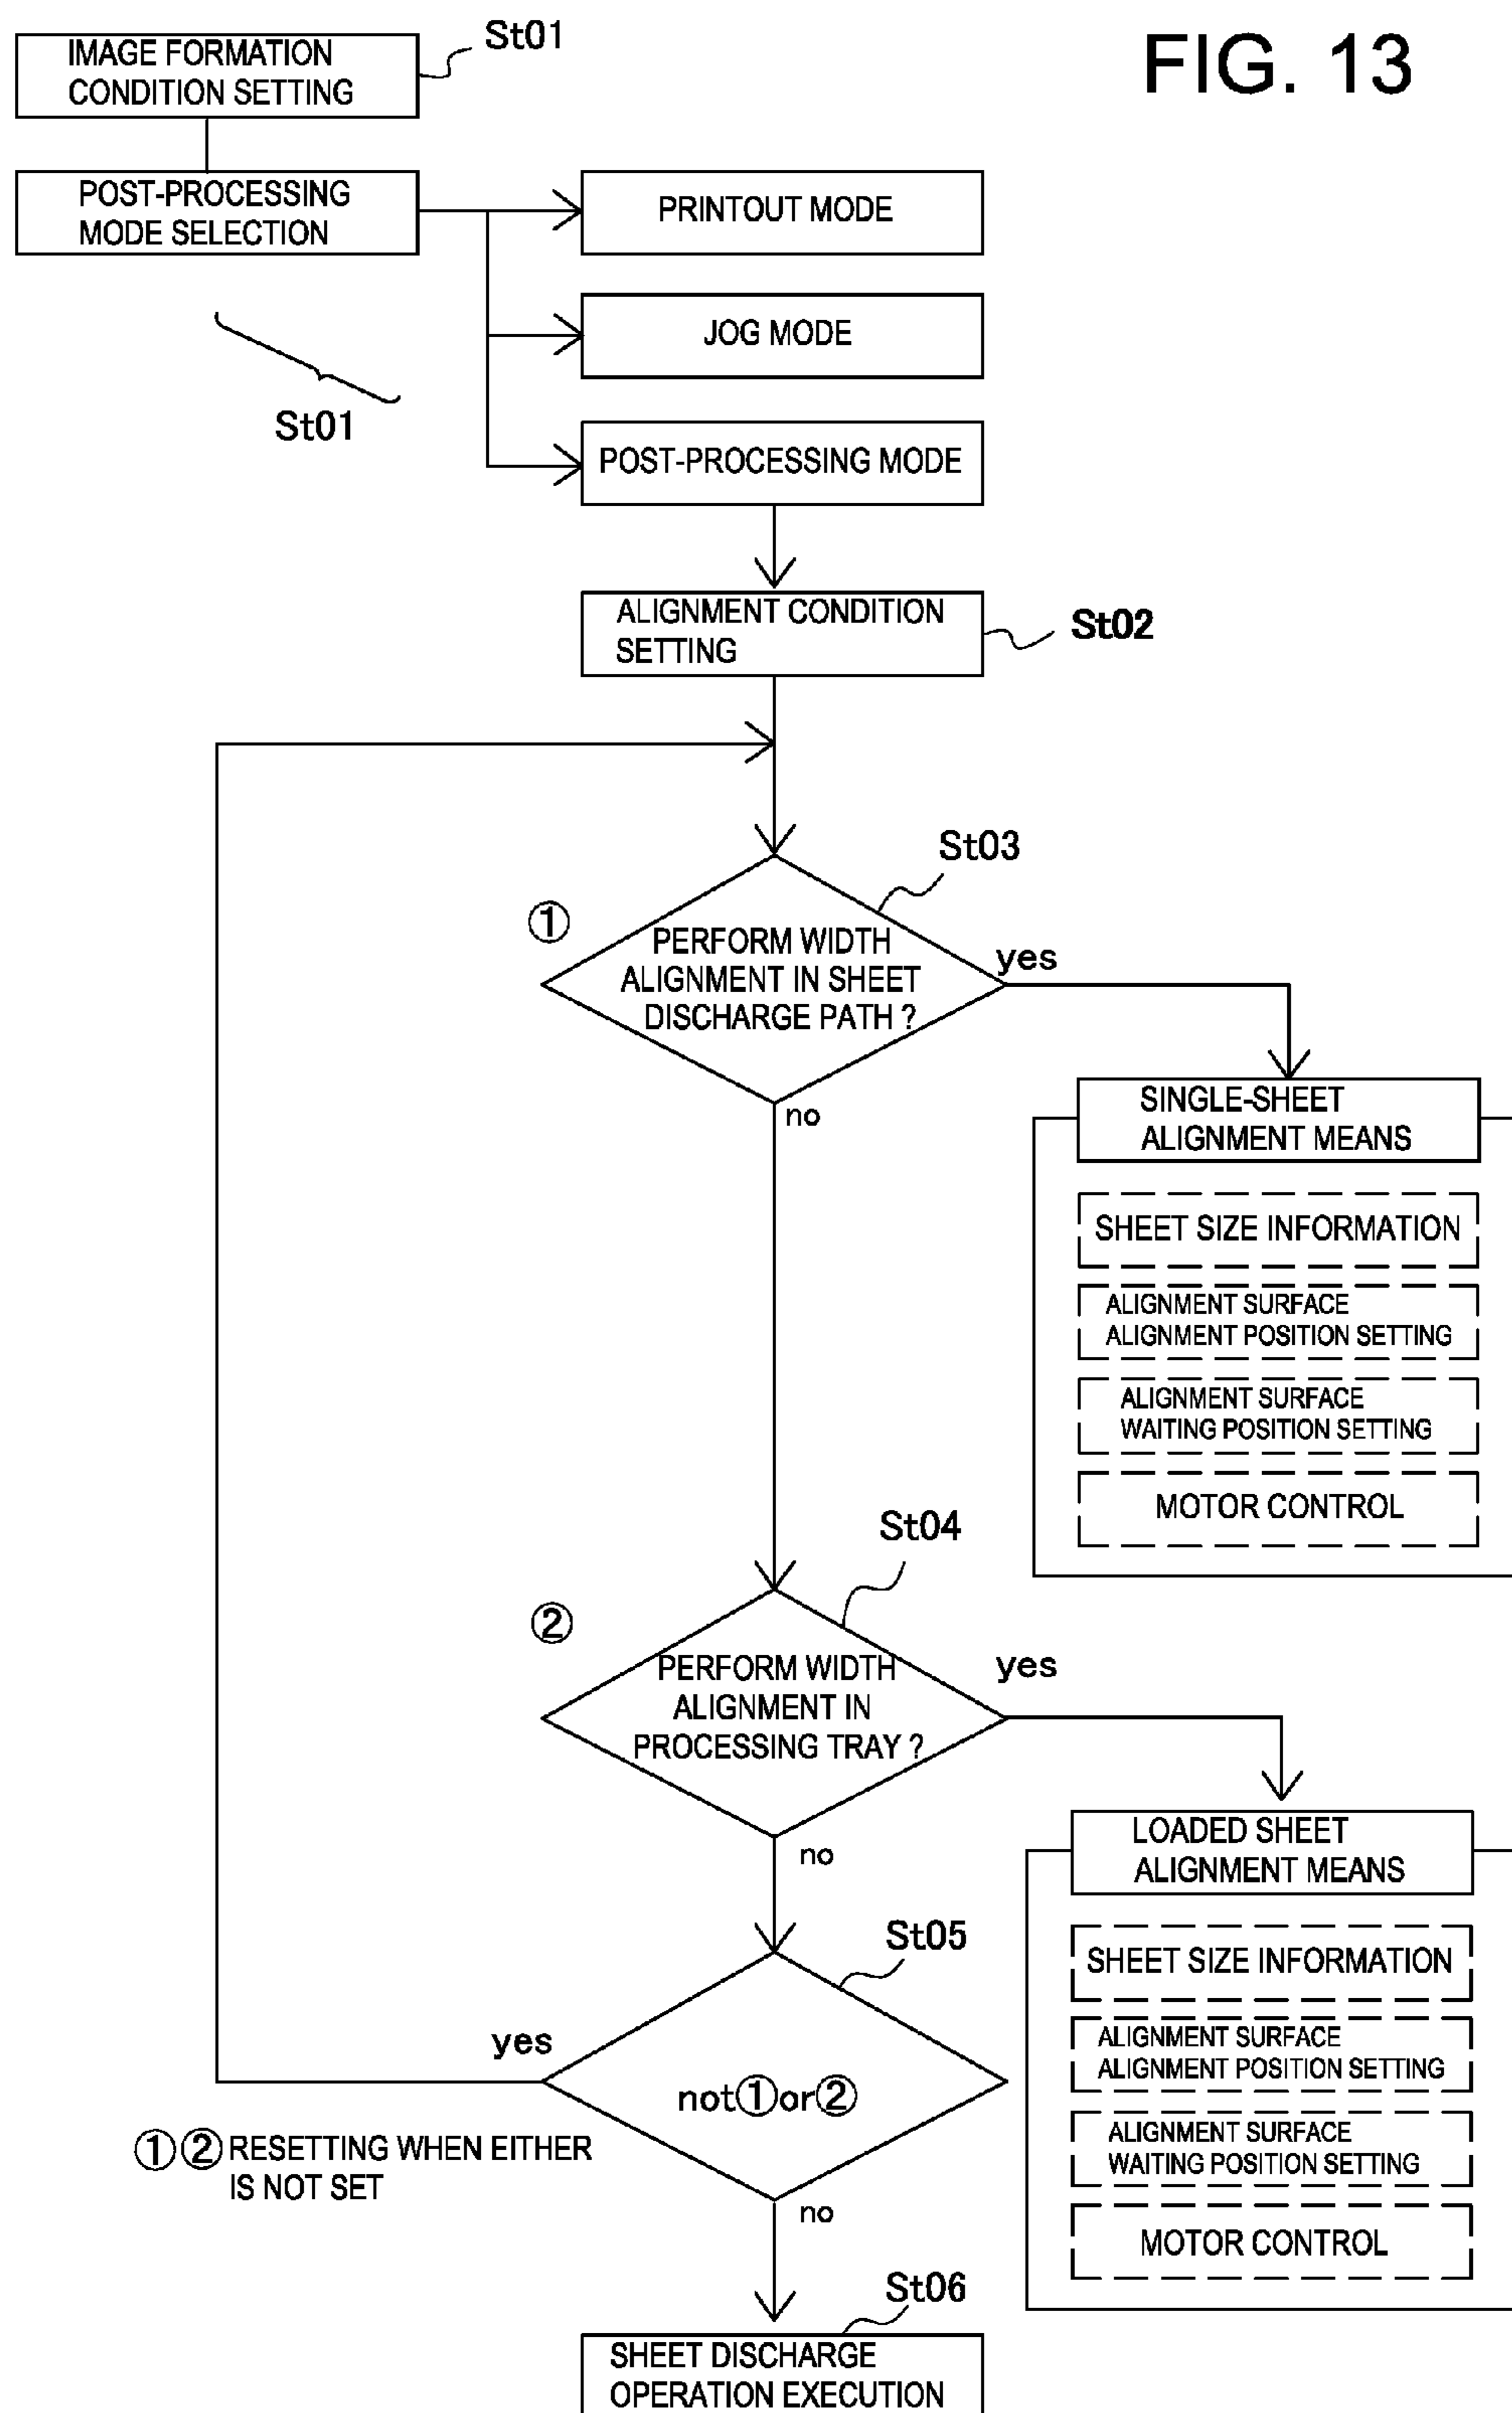 FIG. 13
St01
IMAGE FORMATION
CONDITION SETTING
POST-PROCESSING
MODE SELECTION
PRINTOUT MODE
JOG MODE
St01
POST-PROCESSING MODE
ALIGNMENT CONDITION
SETTING
St02
St03
①
PERFORM WIDTH
ALIGNMENT IN SHEET
DISCHARGE PATH ?
yes
no
SINGLE-SHEET
ALIGNMENT MEANS
SHEET SIZE INFORMATION
ALIGNMENT SURFACE
ALIGNMENT POSITION SETTING
ALIGNMENT SURFACE
WAITING POSITION SETTING
MOTOR CONTROL
St04
②
PERFORM WIDTH
ALIGNMENT IN
PROCESSING TRAY ?
yes
no
LOADED SHEET
ALIGNMENT MEANS
SHEET SIZE INFORMATION
ALIGNMENT SURFACE
ALIGNMENT POSITION SETTING
ALIGNMENT SURFACE
WAITING POSITION SETTING
MOTOR CONTROL
St05
yes
not①or②
①② RESETTING WHEN EITHER
IS NOT SET
no
St06
SHEET DISCHARGE
OPERATION EXECUTION